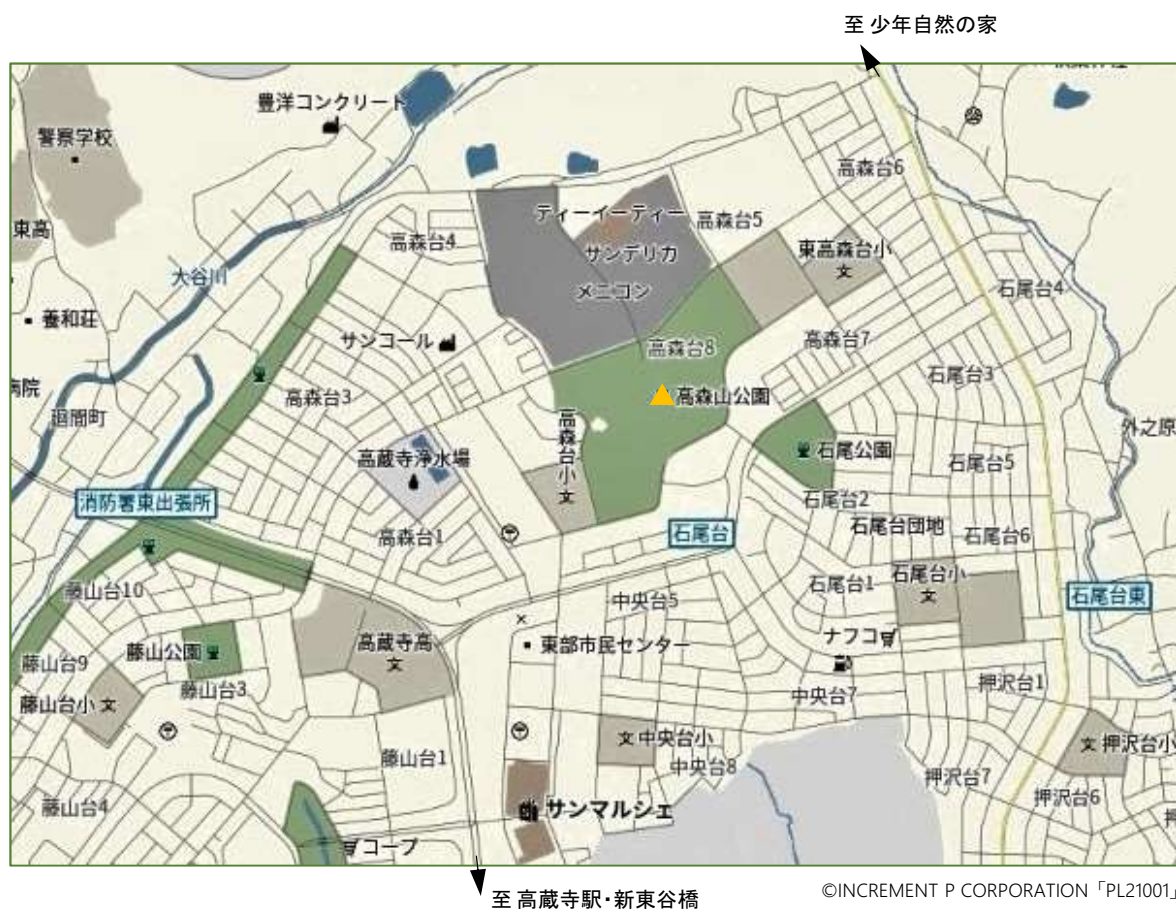 至 少年自然の家
豊洋コンクリート
警察学校
高森台6
ティーイーティー
高森台5
東高
高森台4
サンデリカ
東高森台小
文
大谷川
メニコン
石尾台4
養和荘
サンコール
高森台8
高森台7
石尾台3
病院
高森台3
高森山公園
廻間町
高森台小
文
外之原
高蔵寺浄水場
石尾公園
石尾台5
消防署東出張所
石尾台2
高森台1
石尾台
石尾台団地
石尾台6
藤山台10
石尾台1
石尾台小
文
石尾台東
中央台5
藤山台9
藤山公園
高蔵寺高
文
東部市民センター
ナフコ
藤山台3
中央台7
押沢台1
藤山台小
文
文
中央台小
文
押沢台小
藤山台1
中央台8
押沢台7
藤山台4
サンマルシェ
押沢台6
コープ
至 高蔵寺駅・新東谷橋
©INCREMENT P CORPORATION「PL21001」